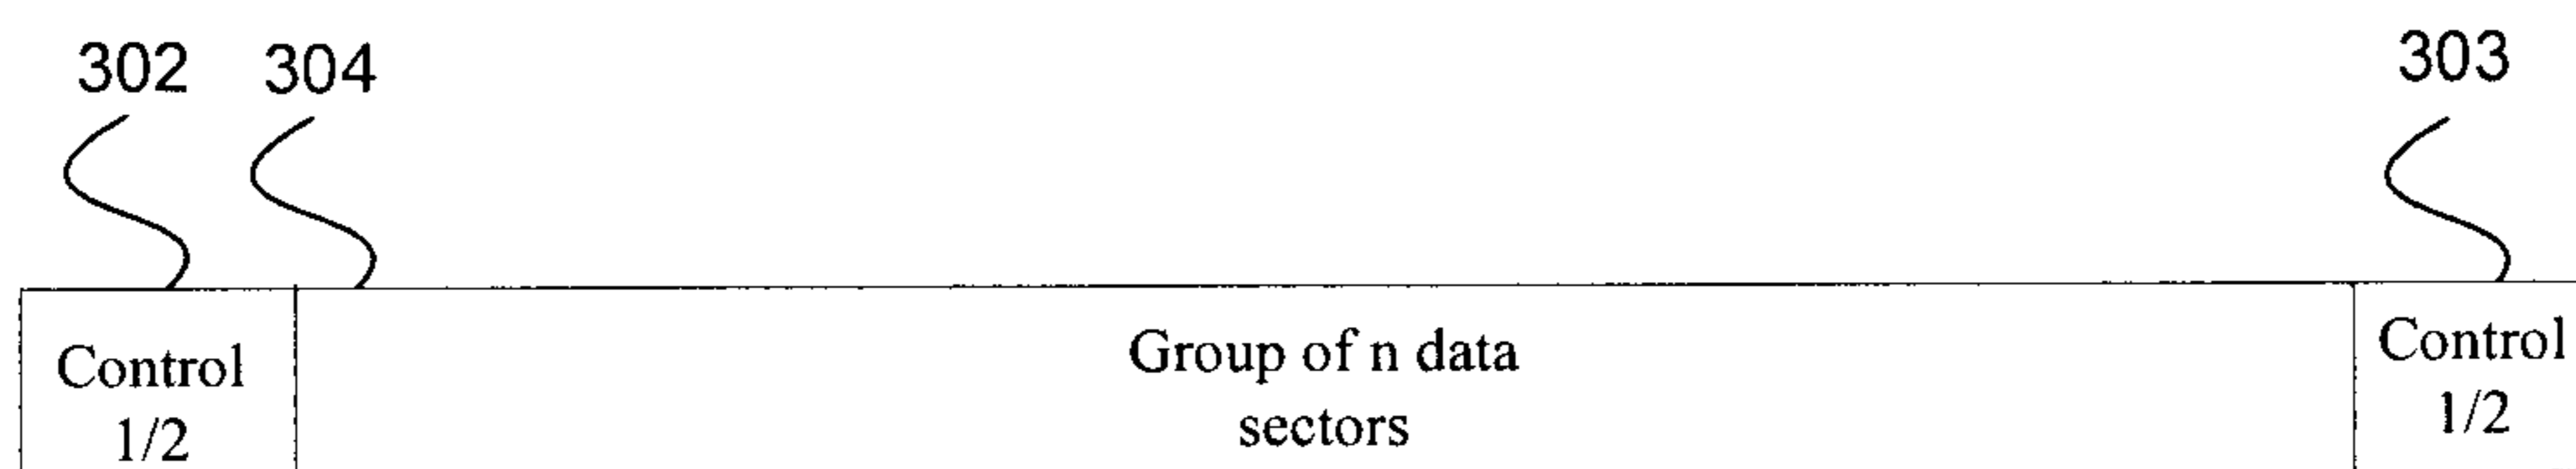 302 304 303
Control
1/2
Group of n data
sectors
Control
1/2